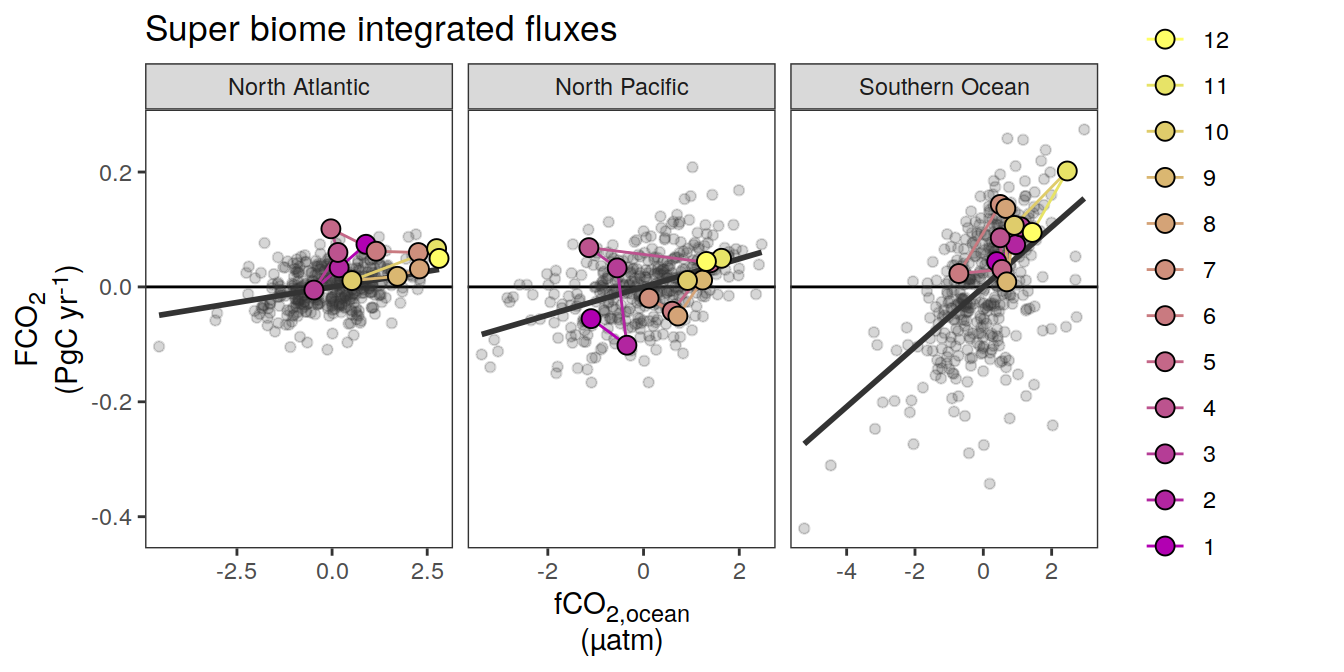 Super biome integrated fluxes
North Atlantic
North Pacific
Southern Ocean
FCO₂
(PgC yr⁻¹)
0.2
0.0
-0.2
-0.4
-2.5 0.0 2.5
-2 0 2
-4 -2 0 2
fCO₂,ocean
(µatm)
12
11
10
9
8
7
6
5
4
3
2
1